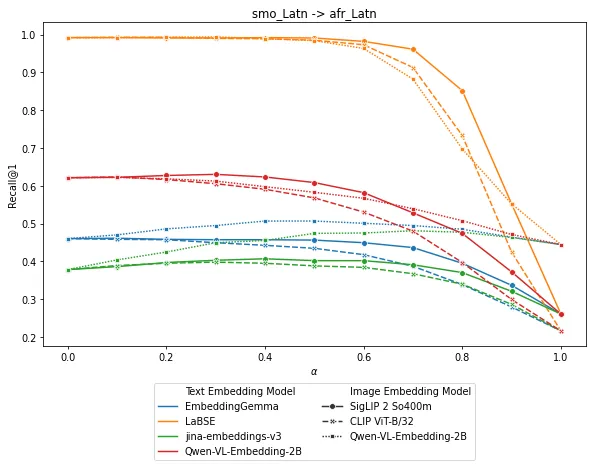 smo_Latn -> afr_Latn
Recall@1
1.0
0.9
0.8
0.7
0.6
0.5
0.4
0.3
0.2
0.0 0.2 0.4 0.6 0.8 1.0
α
Text Embedding Model Image Embedding Model
EmbeddingGemma SigLIP 2 So400m
LaBSE CLIP ViT-B/32
jina-embeddings-v3 Qwen-VL-Embedding-2B
Qwen-VL-Embedding-2B